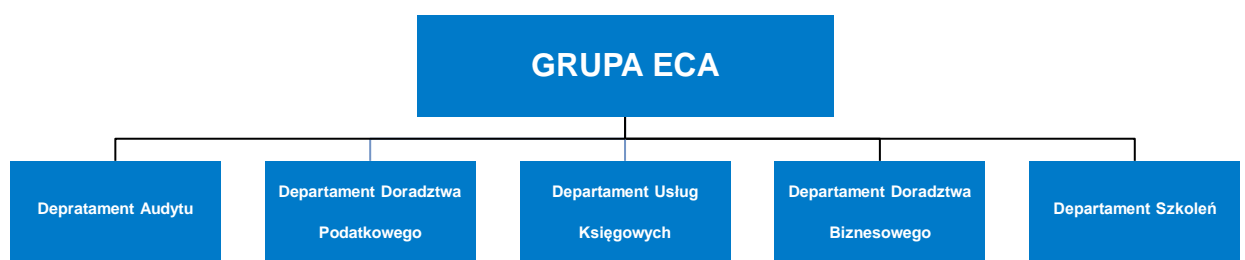 GRUPA ECA
Depratament Audytu
Departament Doradztwa
Podatkowego
Departament Usług
Księgowych
Departament Doradztwa
Biznesowego
Departament Szkoleń